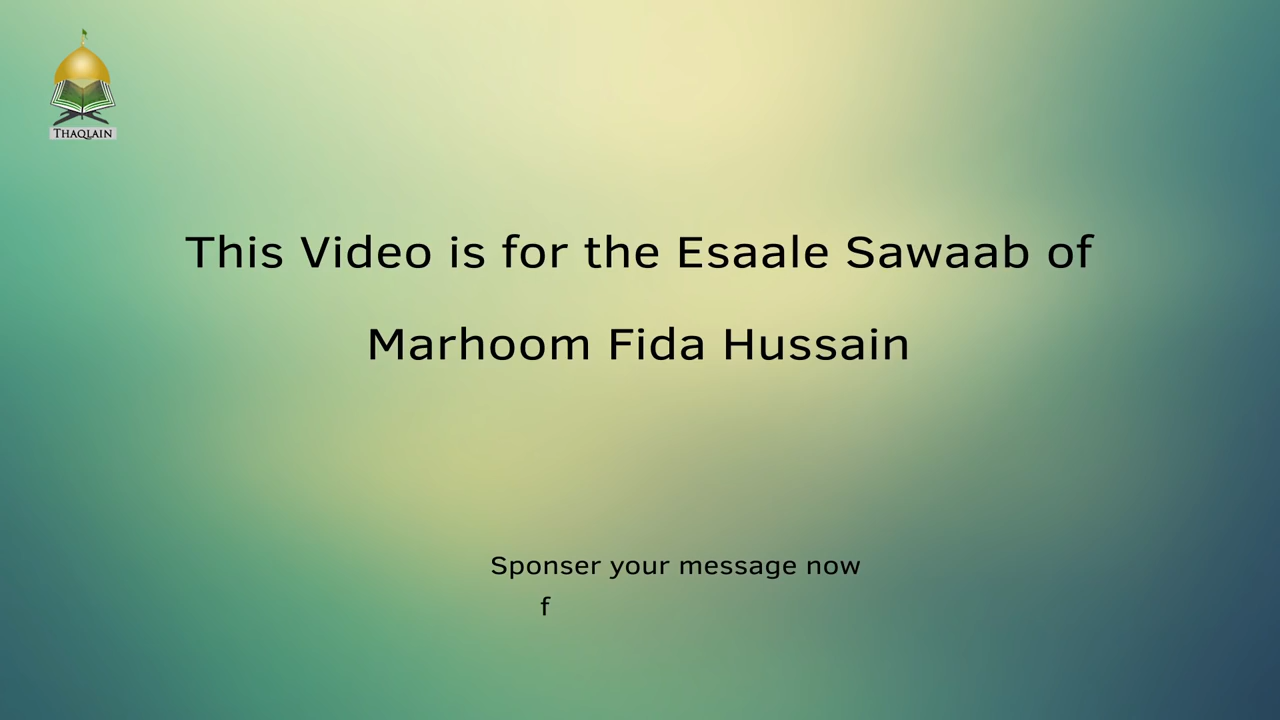 THAQLAIN
This Video is for the Esaale Sawaab of
Marhoom Fida Hussain
Sponser your message now
f